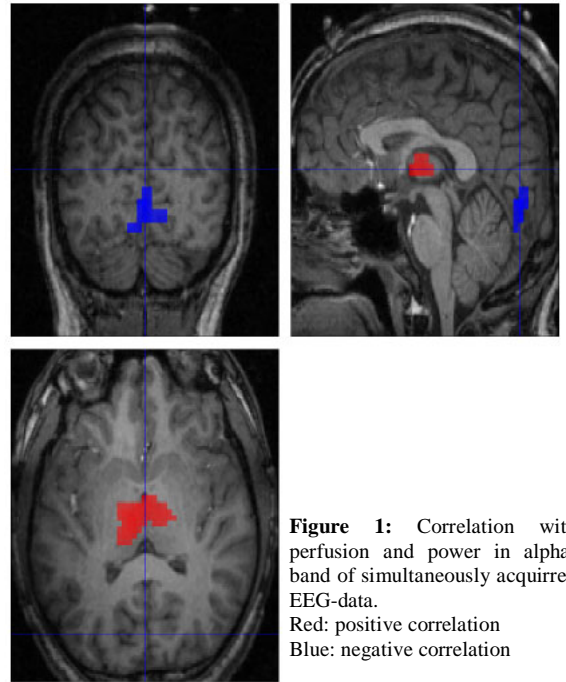 Figure 1: Correlation wit
perfusion and power in alpha
band of simultaneously acquirre
EEG-data.
Red: positive correlation
Blue: negative correlation